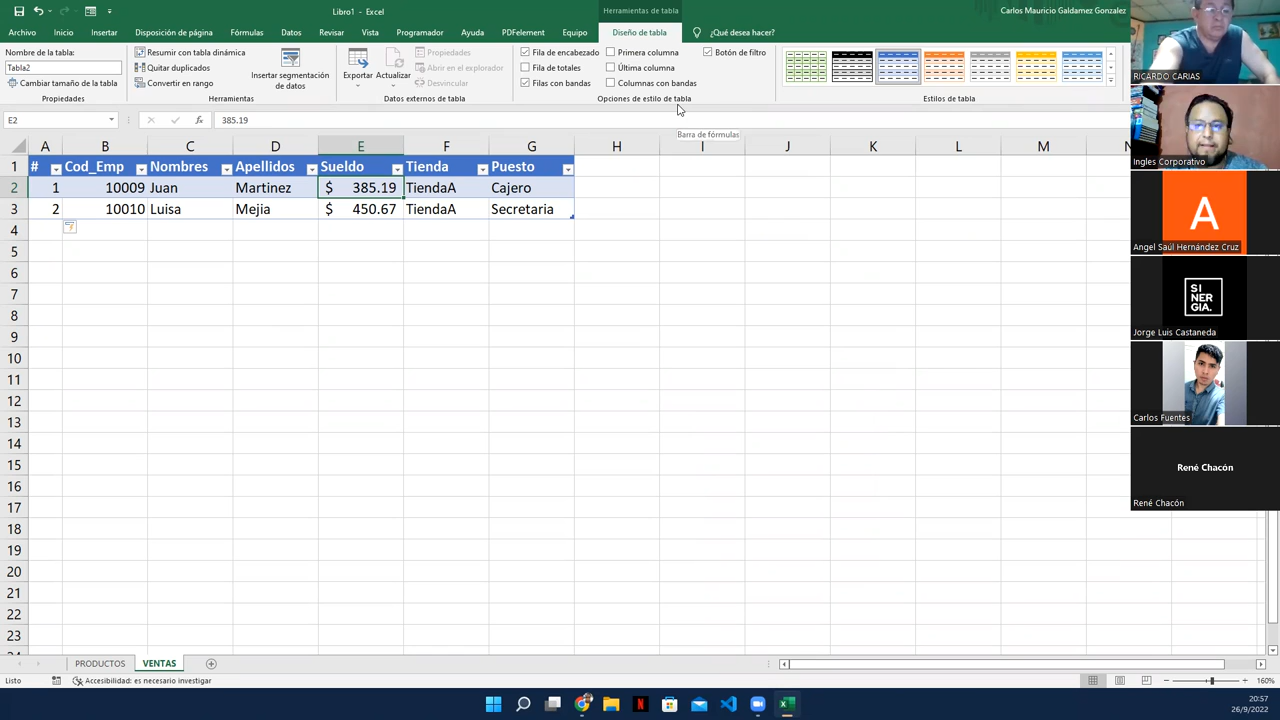 Libro1 - Excel
Herramientas de tabla
Carlos Mauricio Galdamez Gonzalez
Archivo Inicio Insertar Disposición de página Fórmulas Datos Revisar Vista Programador Ayuda PDFelement Equipo Diseño de tabla ¿Qué desea hacer?
Nombre de la tabla:
Tabla2
Cambiar tamaño de la tabla
Propiedades
Resumir con tabla dinámica
Quitar duplicados
Convertir en rango
Insertar segmentación de datos
Herramientas
Exportar Actualizar
Propiedades
Abrir en el explorador
Desvincular
Datos externos de tabla
Fila de encabezado Primera columna Botón de filtro
Fila de totales Última columna
Filas con bandas Columnas con bandas
Opciones de estilo de tabla
Estilos de tabla
E2 fx 385.19
Barra de fórmulas
A B C D E F G H I J K L M N
1 # Cod_Emp Nombres Apellidos Sueldo Tienda Puesto
2 1 10009 Juan Martinez $ 385.19 TiendaA Cajero
3 2 10010 Luisa Mejia $ 450.67 TiendaA Secretaria
4
5
6
7
8
9
10
11
12
13
14
15
16
17
18
19
20
21
22
23
PRODUCTOS VENTAS
Listo Accesibilidad: es necesario investigar 160%
20:57
26/9/2022
RICARDO CARIAS
Ingles Corporativo
A
Angel Saúl Hernández Cruz
SI
NER
GIA.
Jorge Luis Castaneda
Carlos Fuentes
René Chacón
René Chacón